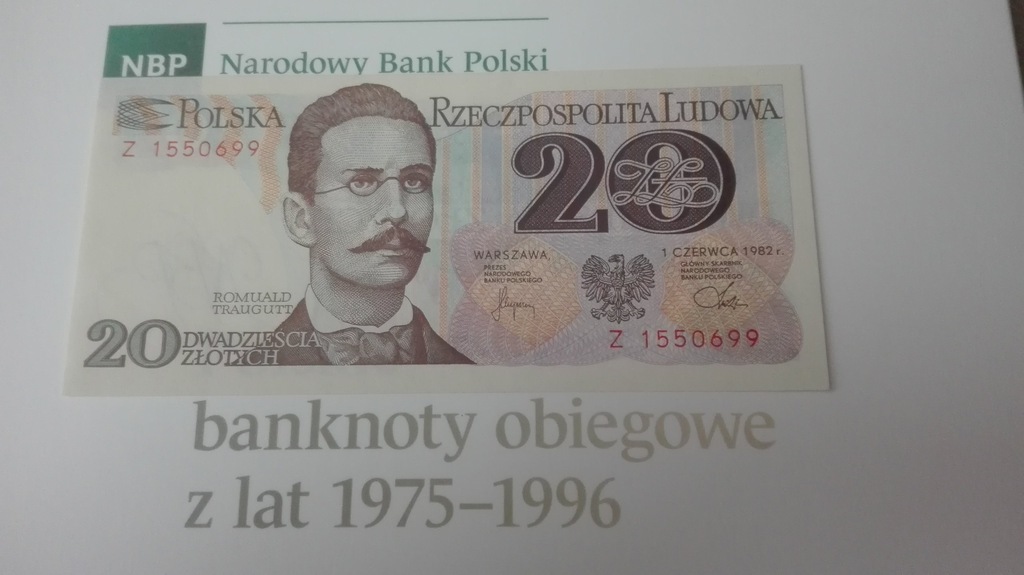 NBP Narodowy Bank Polski
POLSKA RZECZPOSPOLITA LUDOWA
Z 1550699
20
WARSZAWA, 1 CZERWCA 1982 r.
PREZES
NARODOWEGO
BANKU POLSKIEGO
GŁÓWNY SKARBNIK
NARODOWEGO
BANKU POLSKIEGO
ROMUALD
TRAUGUTT
20 DWADZIEŚCIA
ZŁOTYCH
Z 1550699
banknoty obiegowe
z lat 1975–1996